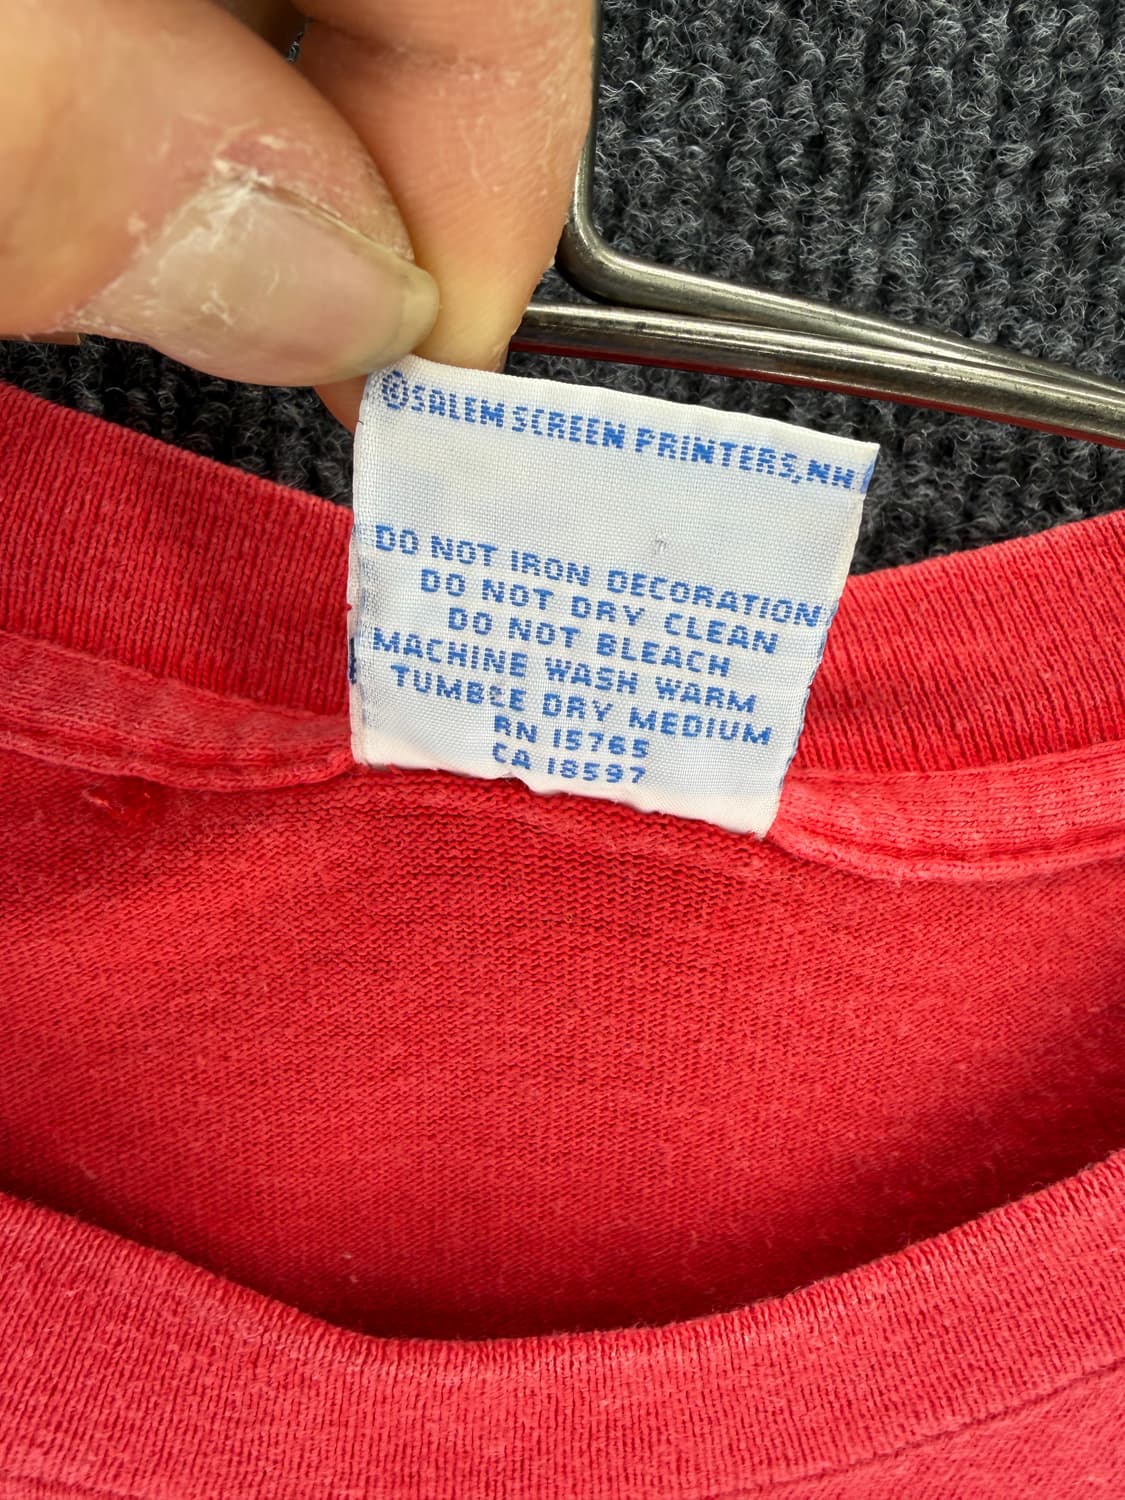 ©SALEM SCREEN PRINTERS, NH
DO NOT IRON DECORATION
DO NOT DRY CLEAN
DO NOT BLEACH
MACHINE WASH WARM
TUMBLE DRY MEDIUM
RN 15765
CA 18597